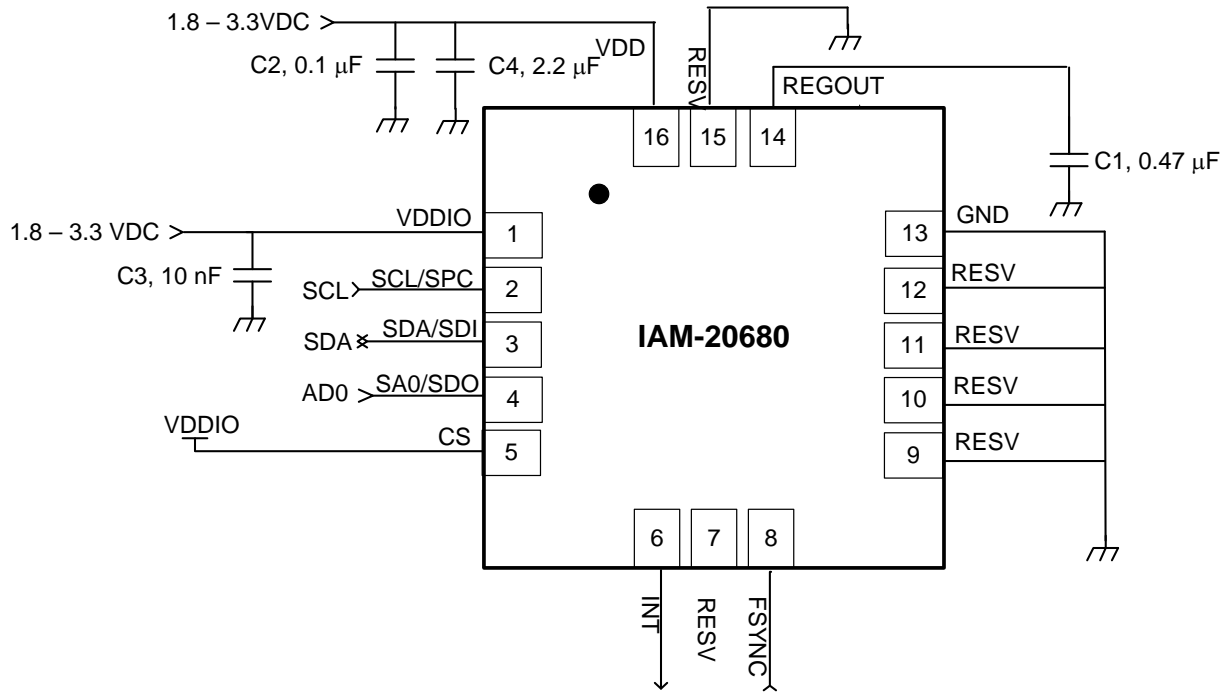 1.8 – 3.3VDC
VDD
C2, 0.1 μF
C4, 2.2 μF
RESV
REGOUT
16
15
14
C1, 0.47 μF
1.8 – 3.3 VDC
VDDIO
1
13
GND
C3, 10 nF
SCL
SCL/SPC
2
12
RESV
SDA
SDA/SDI
3
IAM-20680
11
RESV
AD0
SA0/SDO
4
10
RESV
VDDIO
CS
5
9
RESV
6
7
8
INT
RESV
FSYNC